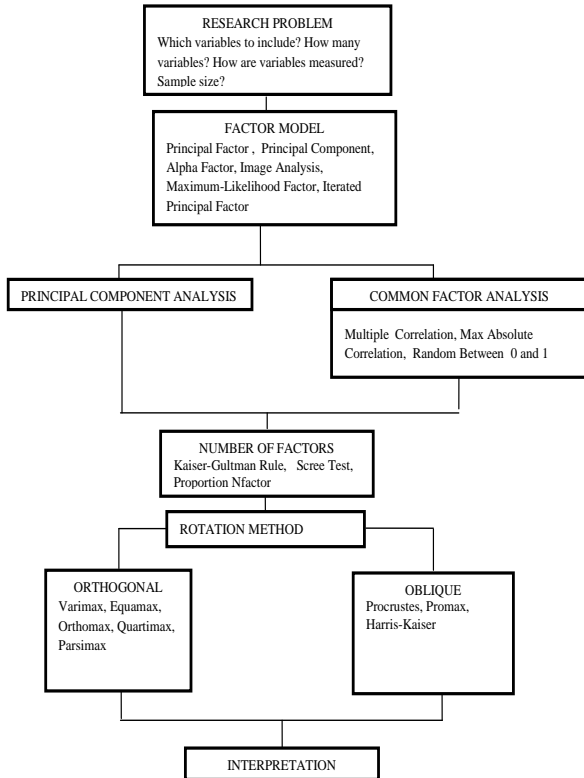 RESEARCH PROBLEM
Which variables to include? How many
variables? How are variables measured?
Sample size?
FACTOR MODEL
Principal Factor , Principal Component,
Alpha Factor, Image Analysis,
Maximum-Likelihood Factor, Iterated
Principal Factor
PRINCIPAL COMPONENT ANALYSIS
COMMON FACTOR ANALYSIS
Multiple Correlation, Max Absolute
Correlation, Random Between 0 and 1
NUMBER OF FACTORS
Kaiser-Gultman Rule, Scree Test,
Proportion Nfactor
ROTATION METHOD
ORTHOGONAL
Varimax, Equamax,
Orthomax, Quartimax,
Parsimax
OBLIQUE
Procrustes, Promax,
Harris-Kaiser
INTERPRETATION